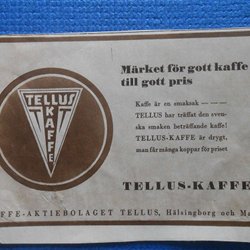 Märket för gott kaffe
till gott pris
TELLUS
KAFFE
Kaffe är en smaksak — — —
TELLUS har träffat den sven-
ska smaken beträffande kaffe!
TELLUS-KAFFE är drygt,
man får många koppar för priset
TELLUS-KAFFE
FFE-AKTIEBOLAGET TELLUS, Hälsingborg och Ma